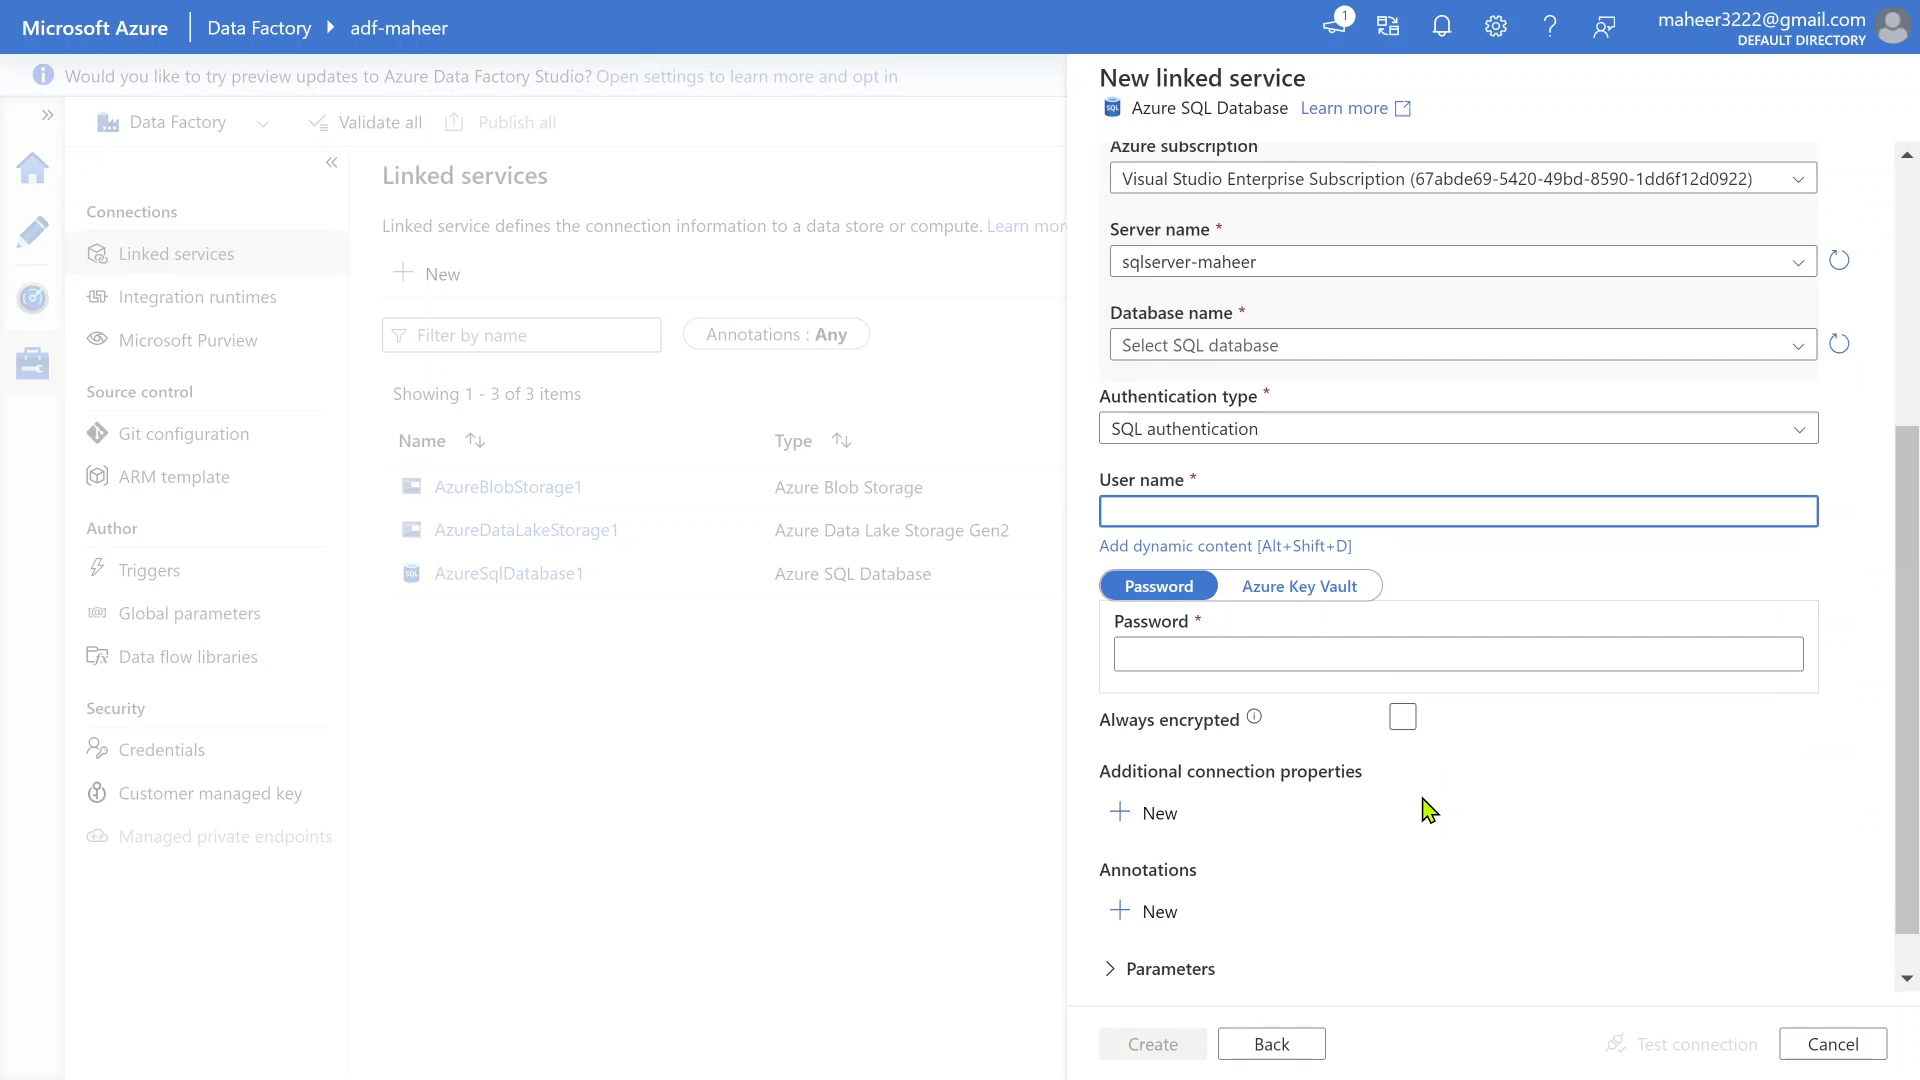 Microsoft Azure
Data Factory
adf-maheer
1
maheer3222@gmail.com
DEFAULT DIRECTORY
Would you like to try preview updates to Azure Data Factory Studio? Open settings to learn more and opt in
Data Factory
Validate all
Publish all
Connections
Linked services
Integration runtimes
Microsoft Purview
Source control
Git configuration
ARM template
Author
Triggers
Global parameters
Data flow libraries
Security
Credentials
Customer managed key
Managed private endpoints
Linked services
Linked service defines the connection information to a data store or compute. Learn mor
New
Filter by name
Annotations : Any
Showing 1 - 3 of 3 items
Name
Type
AzureBlobStorage1
Azure Blob Storage
AzureDataLakeStorage1
Azure Data Lake Storage Gen2
AzureSqlDatabase1
Azure SQL Database
New linked service
SQL
Azure SQL Database
Learn more
Azure subscription
Visual Studio Enterprise Subscription (67abde69-5420-49bd-8590-1dd6f12d0922)
Server name *
sqlserver-maheer
Database name *
Select SQL database
Authentication type *
SQL authentication
User name *
Add dynamic content [Alt+Shift+D]
Password
Azure Key Vault
Password *
Always encrypted
Additional connection properties
New
Annotations
New
Parameters
Create
Back
Test connection
Cancel